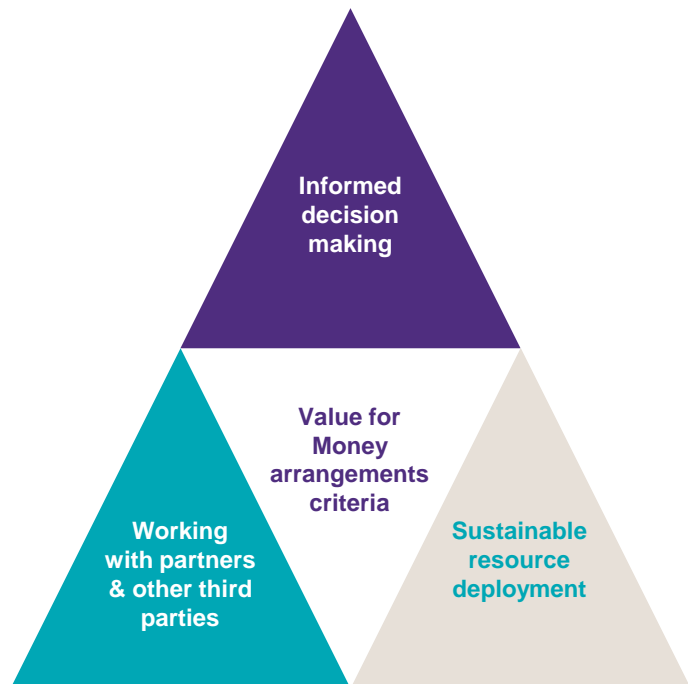 Informed
decision
making
Value for
Money
arrangements
criteria
Working
with partners
& other third
parties
Sustainable
resource
deployment